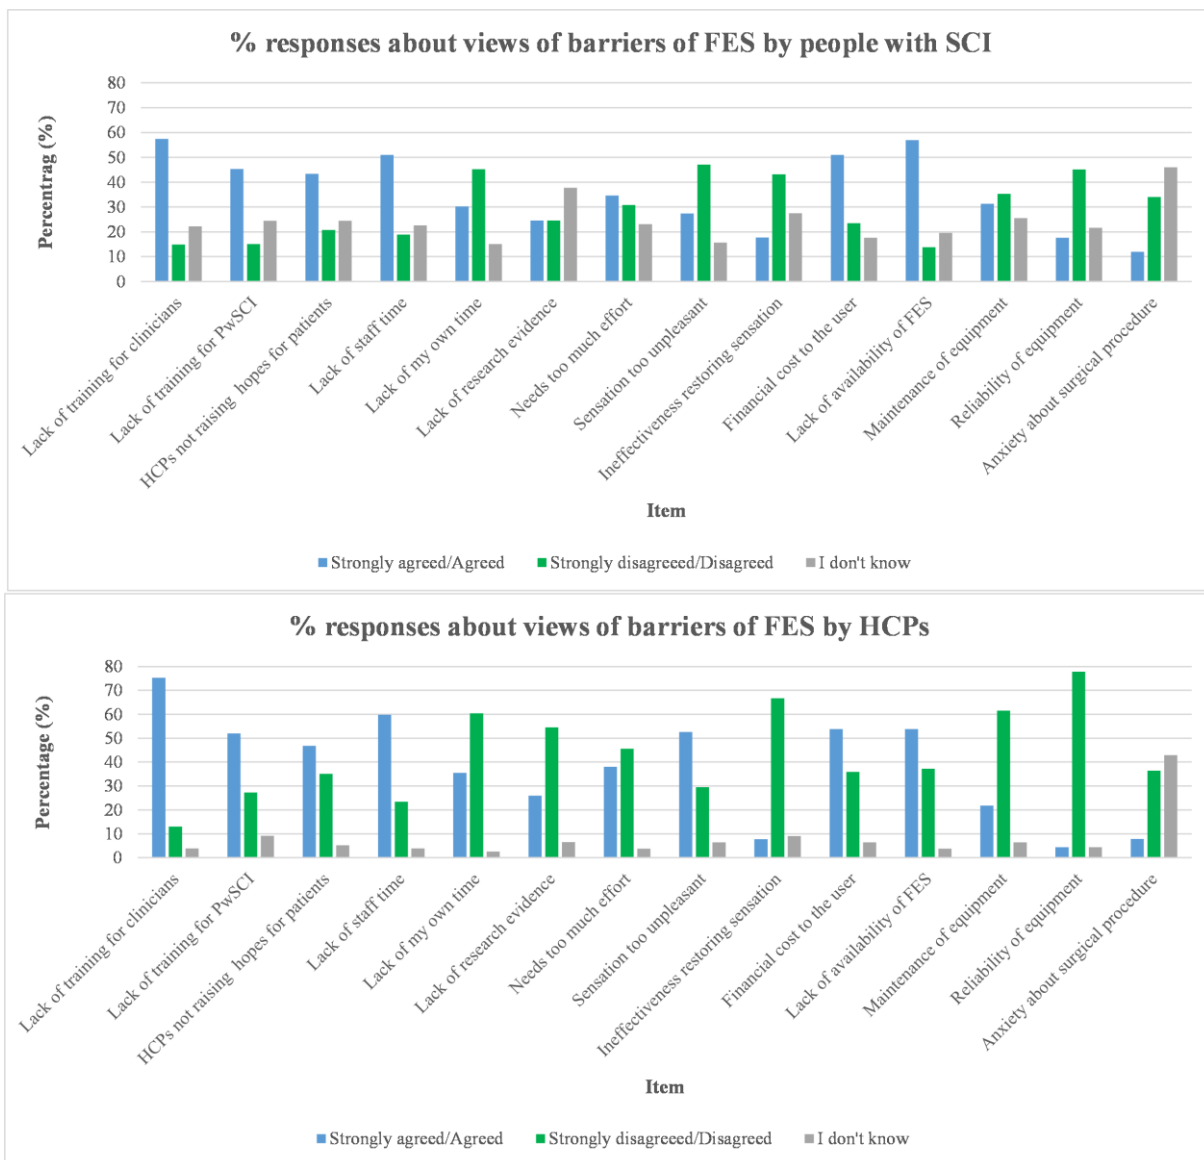 % responses about views of barriers of FES by people with SCI
Percentrag (%)
80
70
60
50
40
30
20
10
0
Lack of training for clinicians
Lack of training for PwSCI
HCPs not raising hopes for patients
Lack of staff time
Lack of my own time
Lack of research evidence
Needs too much effort
Sensation too unpleasant
Ineffectiveness restoring sensation
Financial cost to the user
Lack of availability of FES
Maintenance of equipment
Reliability of equipment
Anxiety about surgical procedure
Item
Strongly agreed/Agreed
Strongly disagreeed/Disagreed
I don't know
% responses about views of barriers of FES by HCPs
Percentage (%)
80
70
60
50
40
30
20
10
0
Lack of training for clinicians
Lack of training for PwSCI
HCPs not raising hopes for patients
Lack of staff time
Lack of my own time
Lack of research evidence
Needs too much effort
Sensation too unpleasant
Ineffectiveness restoring sensation
Financial cost to the user
Lack of availability of FES
Maintenance of equipment
Reliability of equipment
Anxiety about surgical procedure
Item
Strongly agreed/Agreed
Strongly disagreeed/Disagreed
I don't know